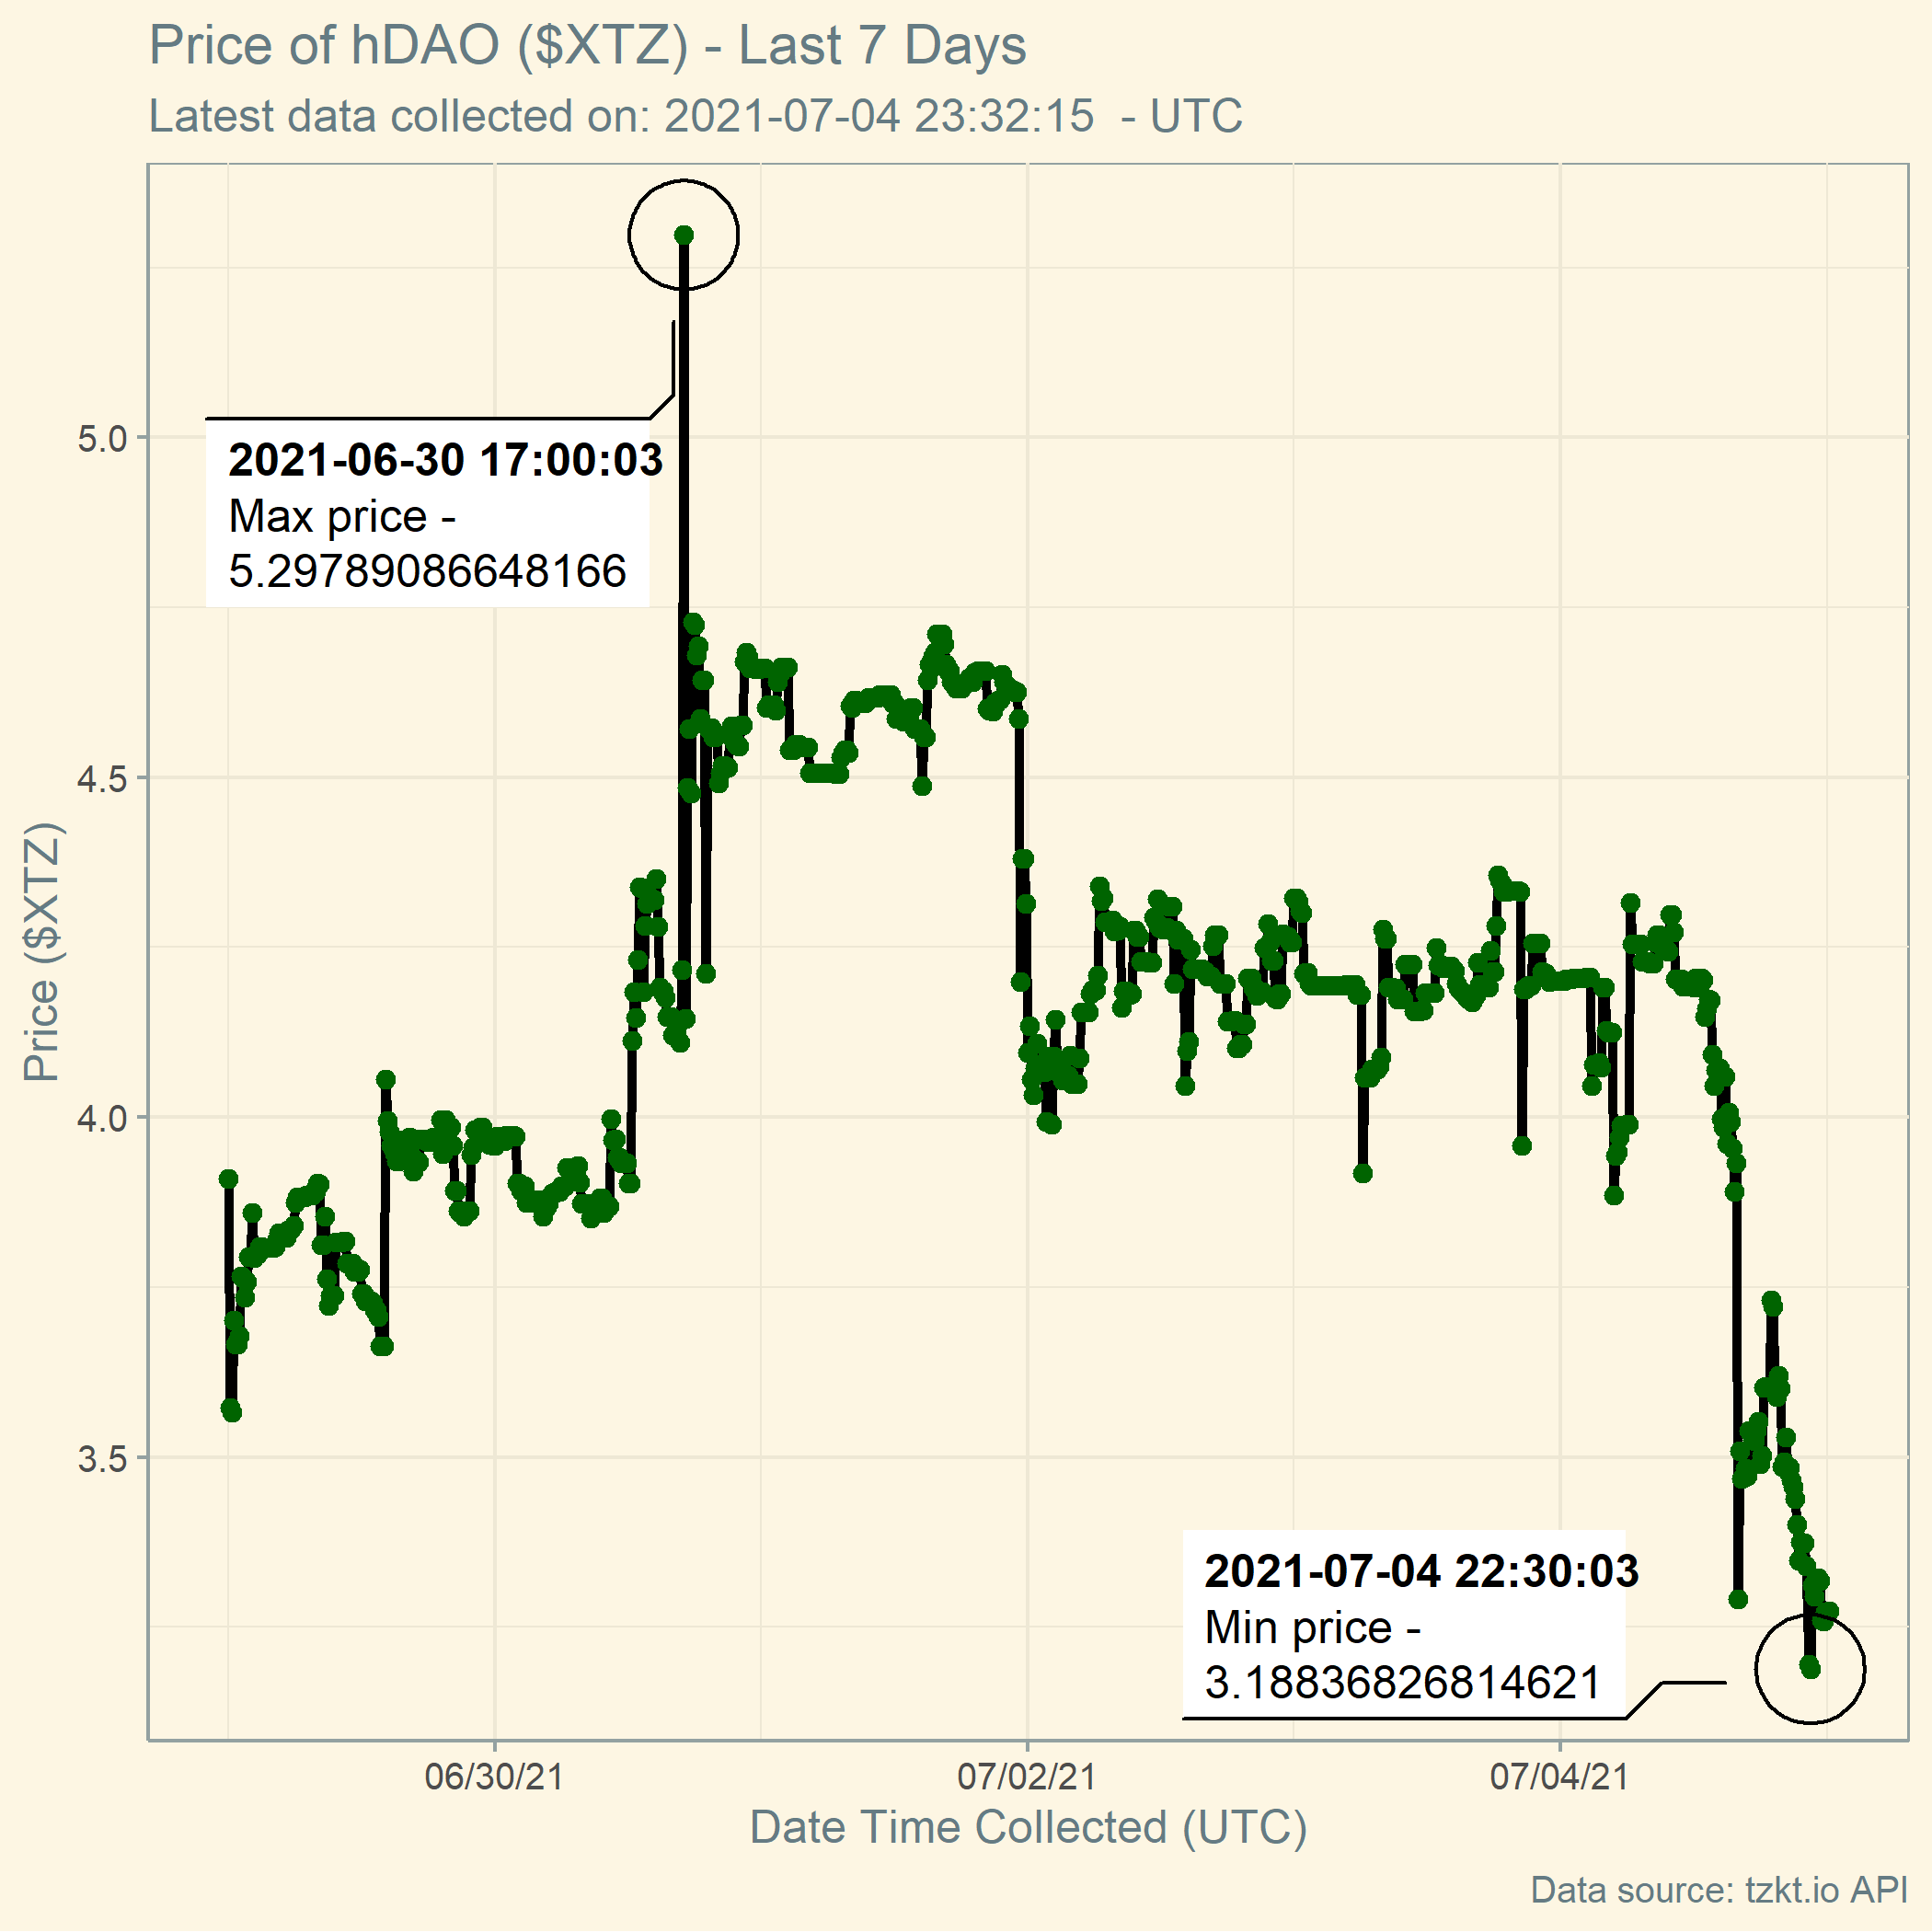 Price of hDAO ($XTZ) - Last 7 Days
Latest data collected on: 2021-07-04 23:32:15  - UTC
5.0
4.5
4.0
3.5
Price ($XTZ)
2021-06-30 17:00:03
Max price -
5.29789086648166
2021-07-04 22:30:03
Min price -
3.18836826814621
06/30/21
07/02/21
07/04/21
Date Time Collected (UTC)
Data source: tzkt.io API